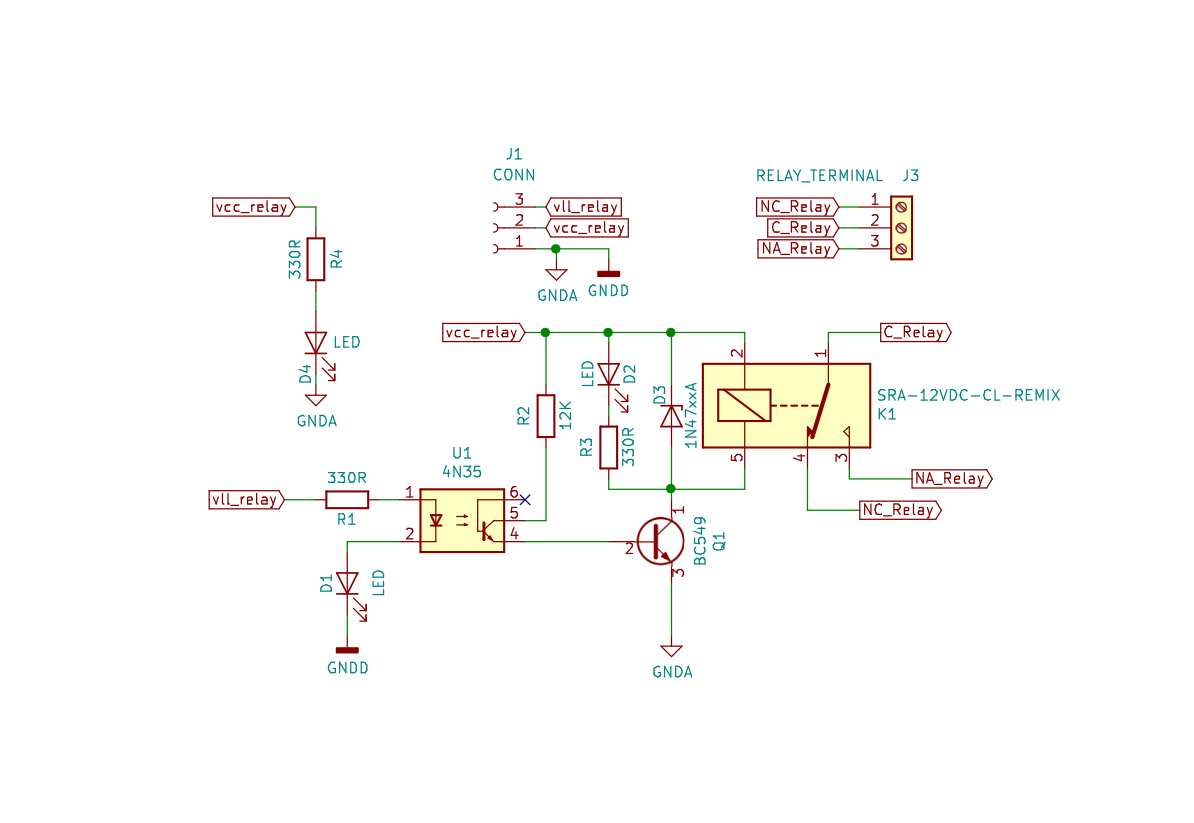 J1
CONN
3
vll_relay
2
vcc_relay
1
GNDA
GNDD
RELAY_TERMINAL
J3
NC_Relay
1
C_Relay
2
NA_Relay
3
vcc_relay
330R
R4
LED
D4
GNDA
vcc_relay
R2
12K
LED
D2
R3
330R
D3
1N47xxA
2
1
5
4
3
C_Relay
SRA-12VDC-CL-REMIX
K1
NA_Relay
NC_Relay
U1
4N35
vll_relay
330R
R1
1
2
6
5
4
D1
LED
GNDD
1
2
3
BC549
Q1
GNDA